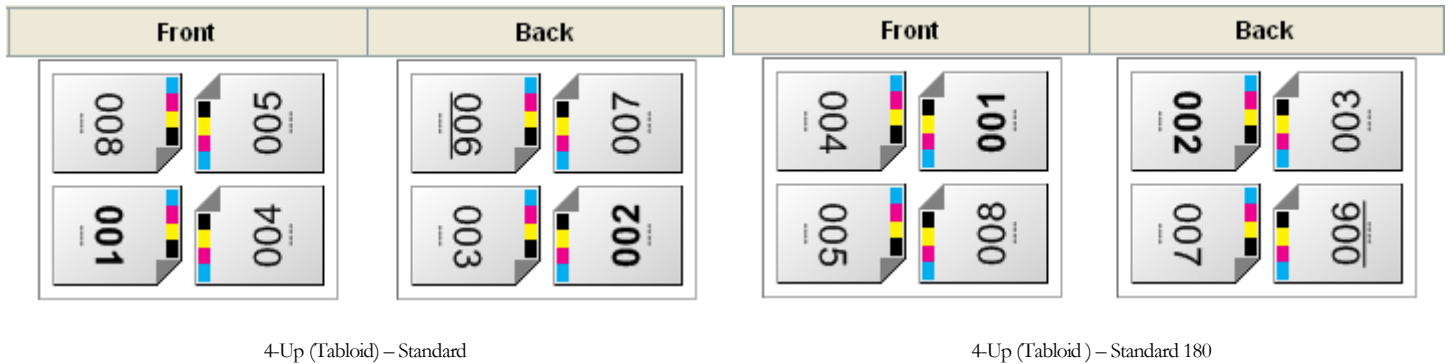 Front Back Front Back
008 005 006 007 004 001 002 003
001 004 003 002 005 008 007 006
4-Up (Tabloid) – Standard 4-Up (Tabloid ) – Standard 180